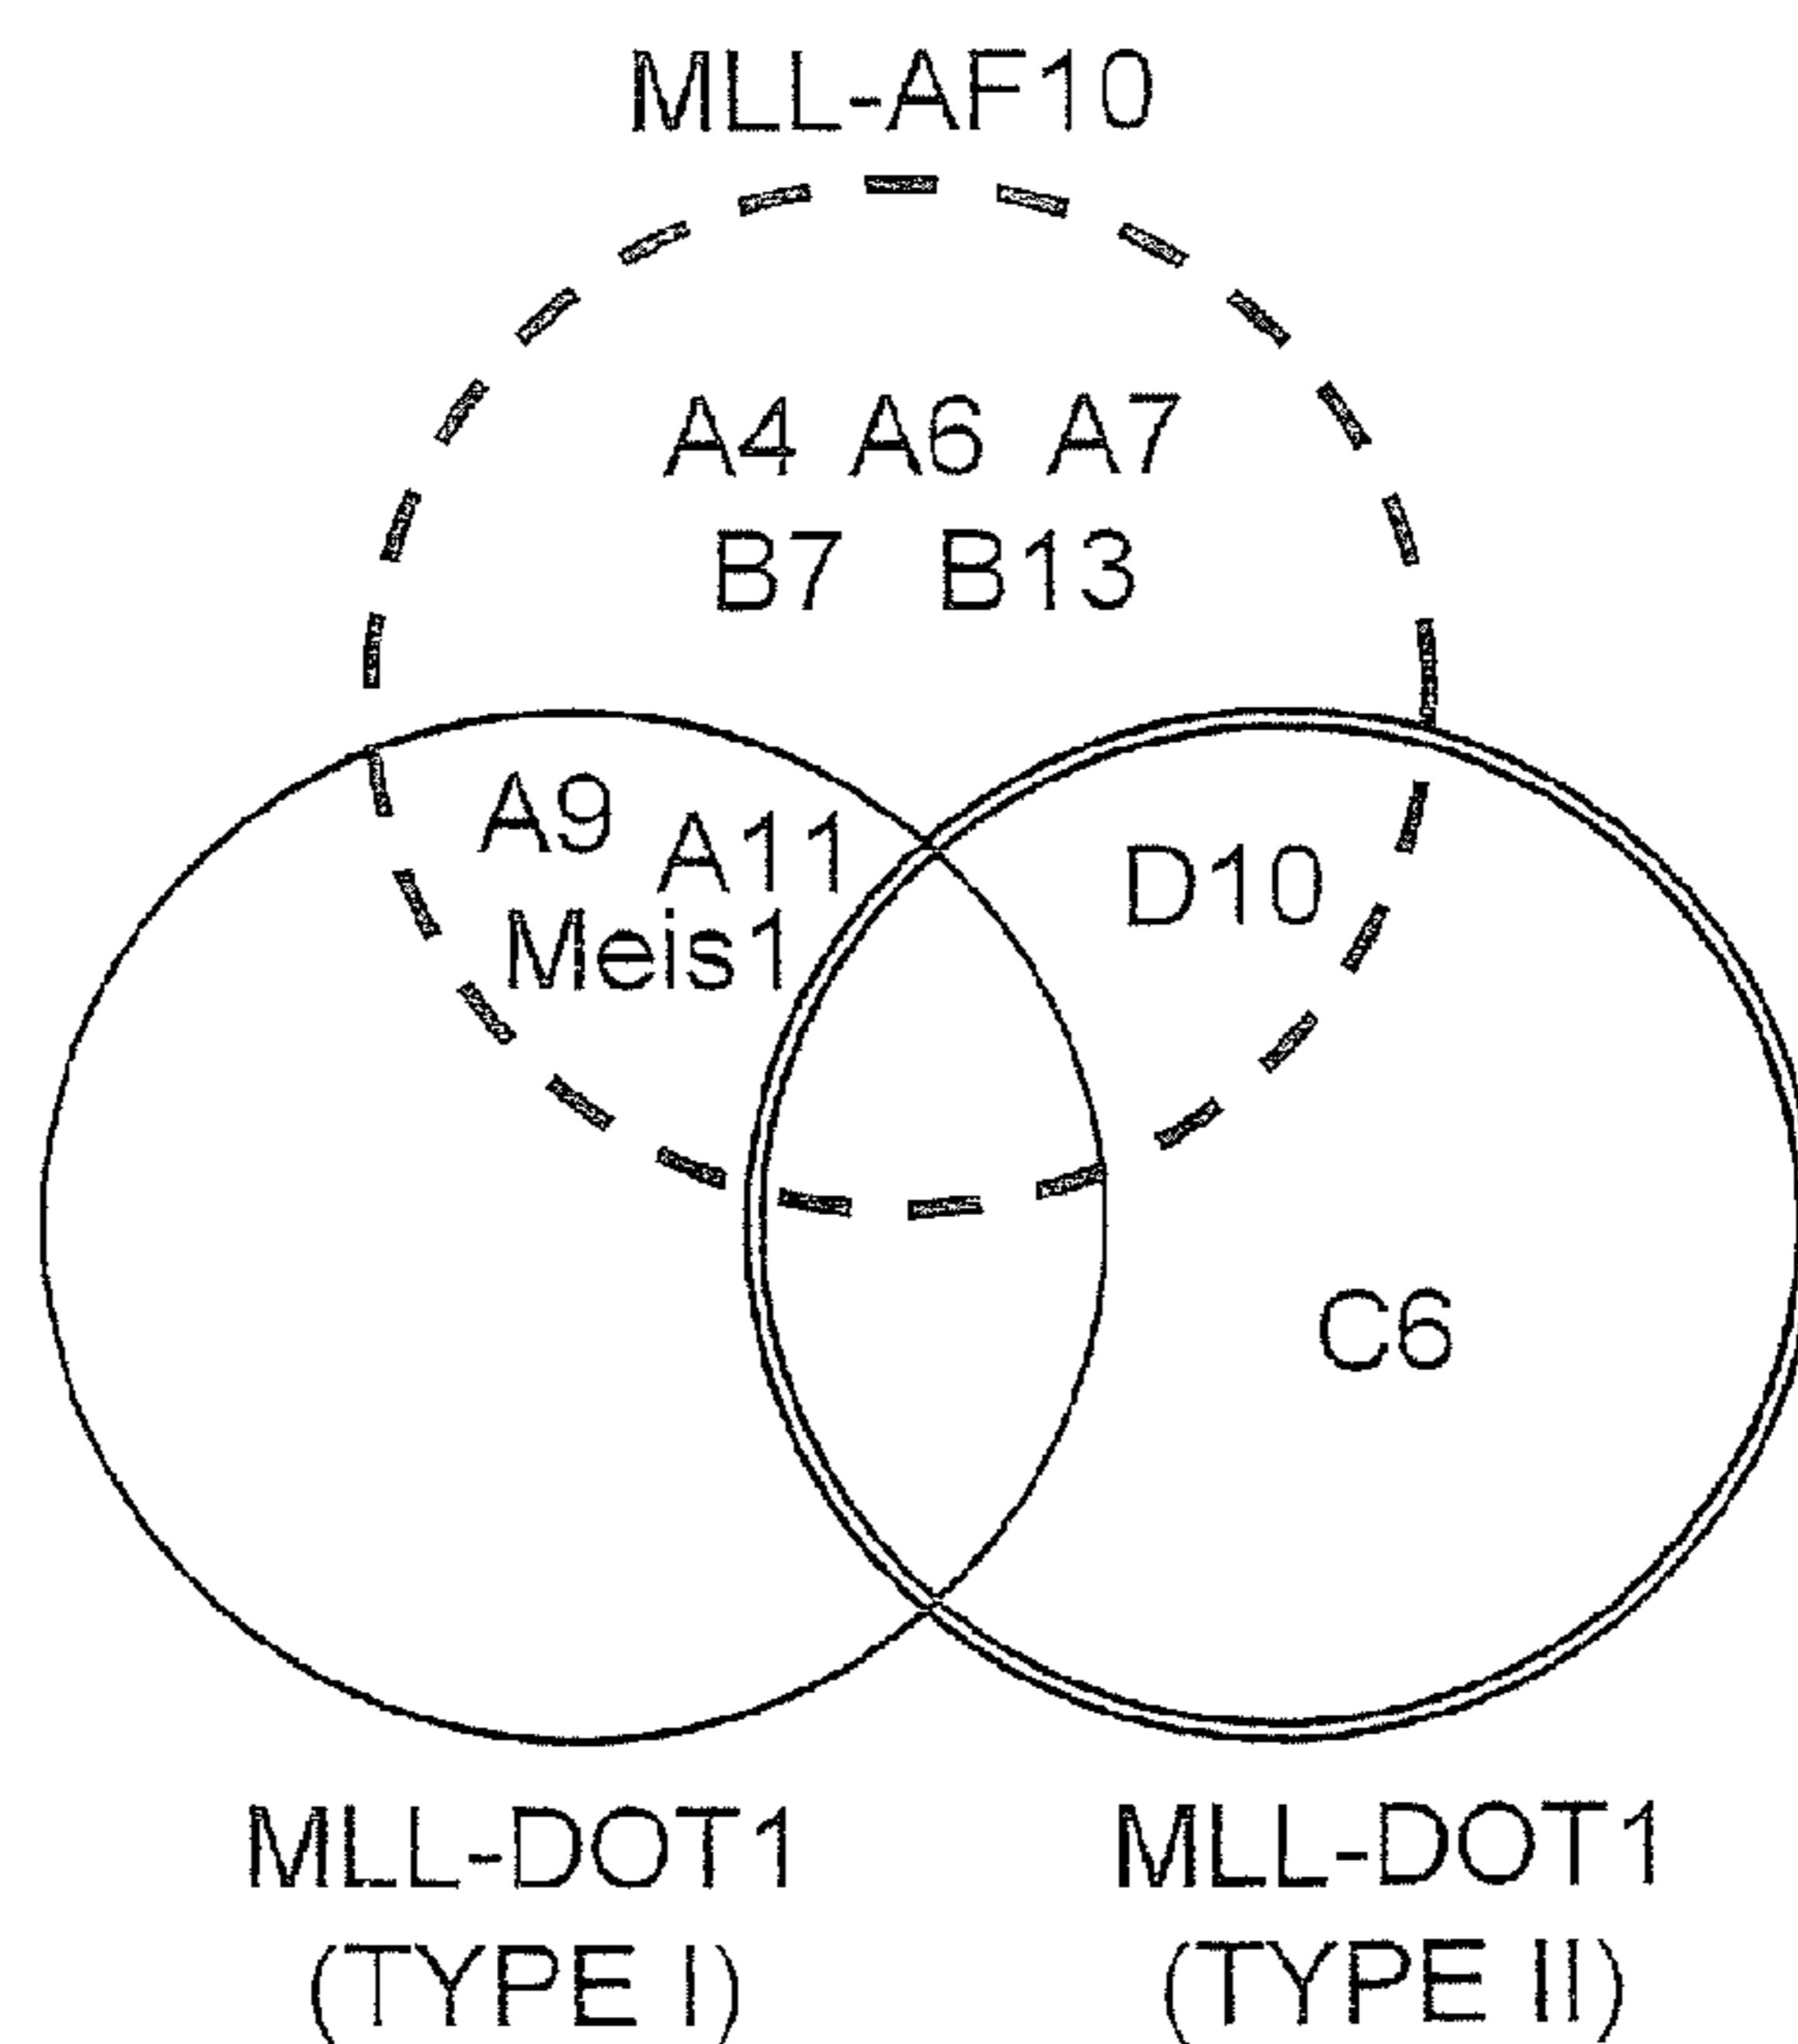 MLL-AF10
A4 A6 A7
B7 B13
A9 A11
Meis1
D10
C6
MLL-DOT1
(TYPE I)
MLL-DOT1
(TYPE II)